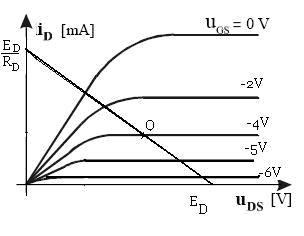 i_D [mA]
u_GS = 0 V
E_D
R_D
-2V
-4V
Q
-5V
-6V
E_D
u_DS [V]